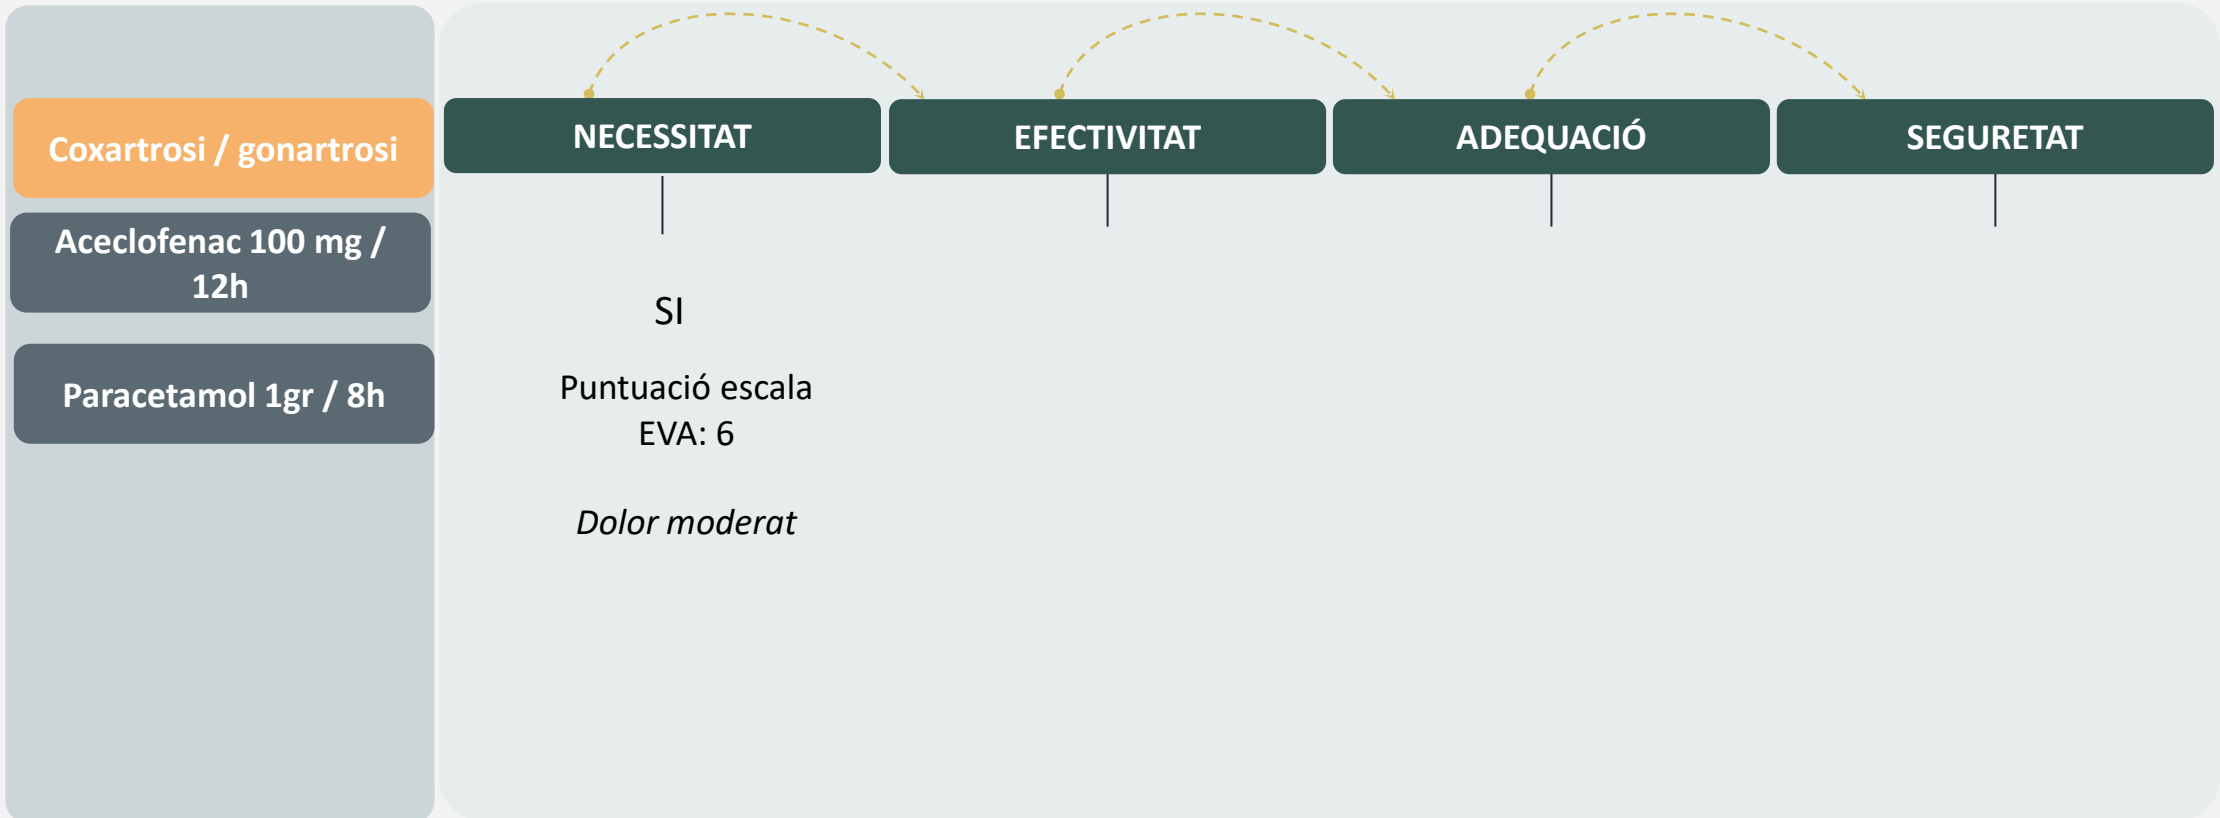 Coxartrosi / gonartrosi
Aceclofenac 100 mg /
12h
Paracetamol 1gr / 8h
NECESSITAT
EFECTIVITAT
ADEQUACIÓ
SEGURETAT
SI
Puntuació escala
EVA: 6
Dolor moderat